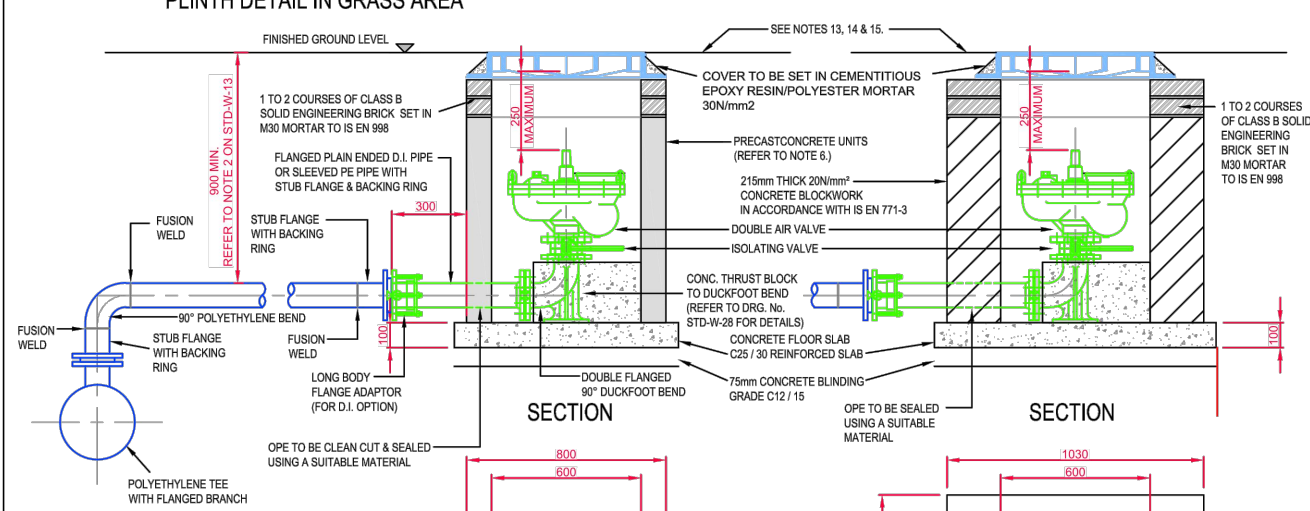 PLINTH DETAIL IN GRASS AREA
FINISHED GROUND LEVEL
SEE NOTES 13, 14 & 15.
900 MIN.
REFER TO NOTE 2 ON STD-W-13
1 TO 2 COURSES OF CLASS B
SOLID ENGINEERING BRICK SET IN
M30 MORTAR TO IS EN 998
250
MAXIMUM
COVER TO BE SET IN CEMENTITIOUS
EPOXY RESIN/POLYESTER MORTAR
30N/mm2
250
MAXIMUM
1 TO 2 COURSES
OF CLASS B SOLID
ENGINEERING
BRICK SET IN
M30 MORTAR
TO IS EN 998
FLANGED PLAIN ENDED D.I. PIPE
OR SLEEVED PE PIPE WITH
STUB FLANGE & BACKING RING
PRECASTCONCRETE UNITS
(REFER TO NOTE 6.)
215mm THICK 20N/mm²
CONCRETE BLOCKWORK
IN ACCORDANCE WITH IS EN 771-3
300
FUSION
WELD
STUB FLANGE
WITH BACKING
RING
DOUBLE AIR VALVE
ISOLATING VALVE
CONC. THRUST BLOCK
TO DUCKFOOT BEND
(REFER TO DRG. No.
STD-W-28 FOR DETAILS)
90° POLYETHYLENE BEND
FUSION
WELD
STUB FLANGE
WITH BACKING
RING
FUSION
WELD
100
CONCRETE FLOOR SLAB
C25 / 30 REINFORCED SLAB
100
LONG BODY
FLANGE ADAPTOR
(FOR D.I. OPTION)
DOUBLE FLANGED
90° DUCKFOOT BEND
75mm CONCRETE BLINDING
GRADE C12 / 15
SECTION
OPE TO BE SEALED
USING A SUITABLE
MATERIAL
SECTION
OPE TO BE CLEAN CUT & SEALED
USING A SUITABLE MATERIAL
POLYETHYLENE TEE
WITH FLANGED BRANCH
800
600
1030
600